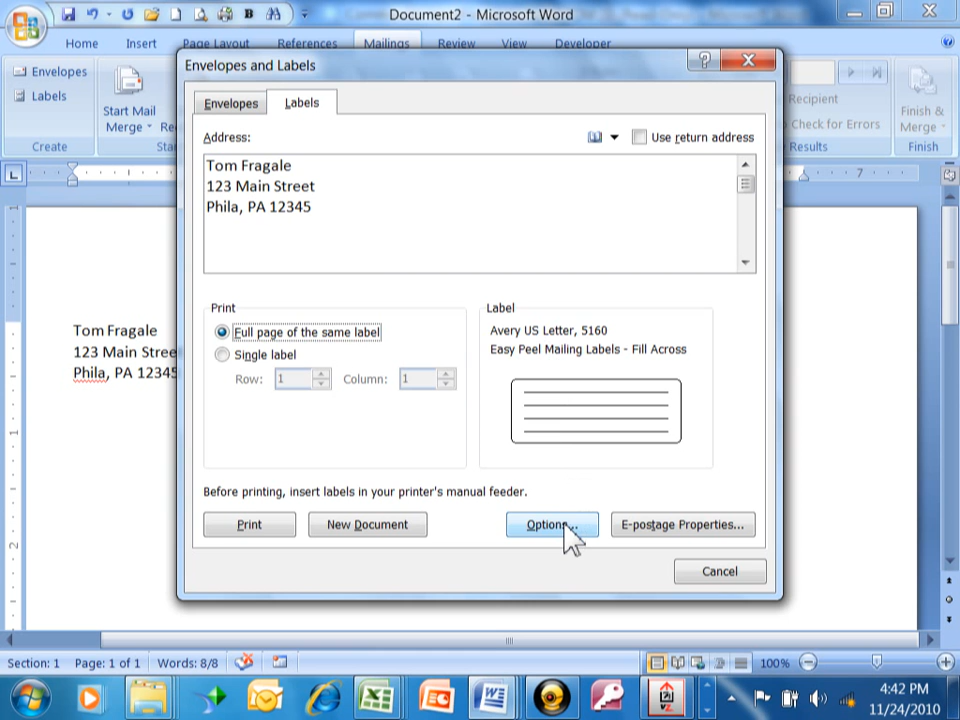 Document2 - Microsoft Word
Home Insert Page Layout References Mailings Review View Developer
Envelopes
Labels
Create
Start Mail
Merge
Recipient
Check for Errors
Results
Finish &
Merge
Finish
Envelopes and Labels
Envelopes Labels
Address: Use return address
Tom Fragale
123 Main Street
Phila, PA 12345
Print
Full page of the same label
Single label
Row: 1 Column: 1
Label
Avery US Letter, 5160
Easy Peel Mailing Labels - Fill Across
Before printing, insert labels in your printer's manual feeder.
Print New Document Options... E-postage Properties...
Cancel
7
Tom Fragale
123 Main Stree
Phila, PA 12345
1
2
Section: 1 Page: 1 of 1 Words: 8/8 100%
4:42 PM
11/24/2010